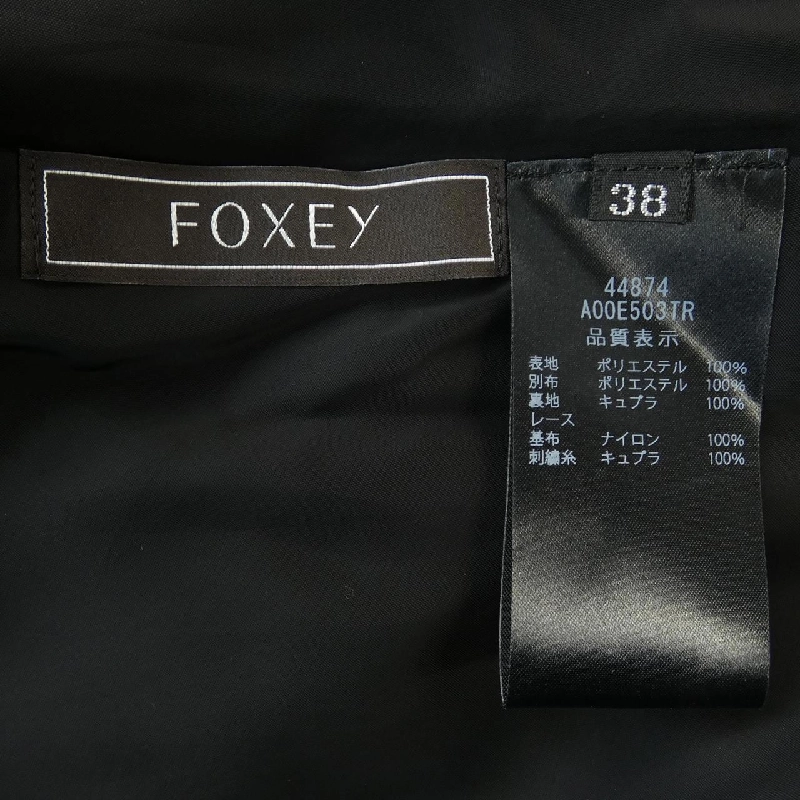 FOXEY
38
44874
A00E503TR
品質表示
表地 ポリエステル 100%
別布 ポリエステル 100%
裏地 キュプラ 100%
レース
基布 ナイロン 100%
刺繍糸 キュプラ 100%